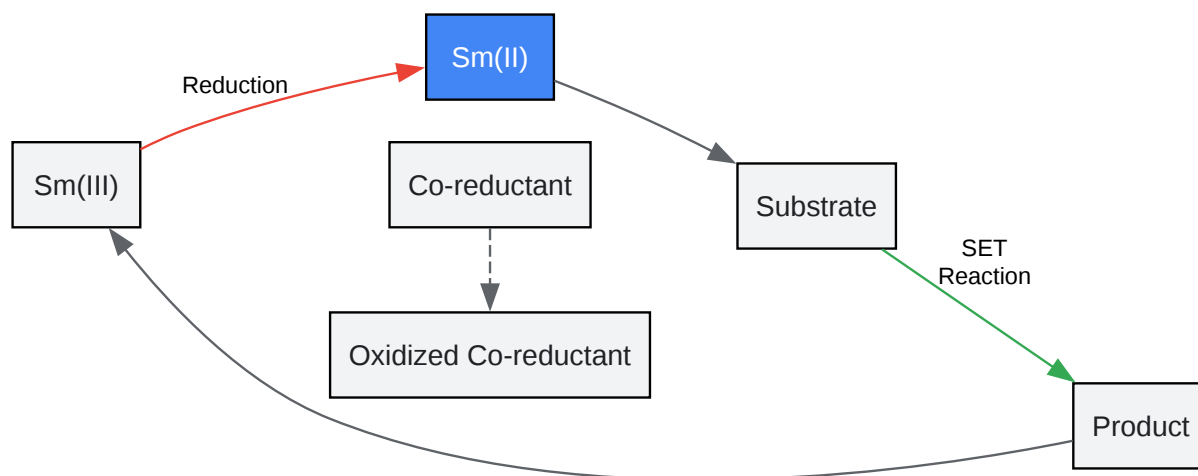 Sm(II)
Reduction
Sm(III)
Co-reductant
Substrate
SET
Reaction
Oxidized Co-reductant
Product